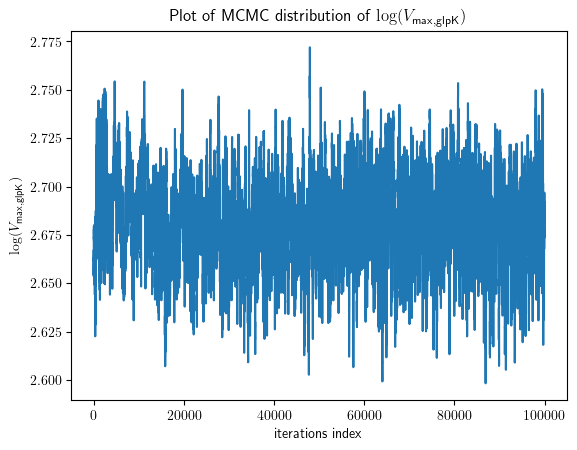 Plot of MCMC distribution of log(V_max,glpK)
2.775
2.750
2.725
2.700
2.675
2.650
2.625
2.600
log(V_max,glpK)
0 20000 40000 60000 80000 100000
iterations index